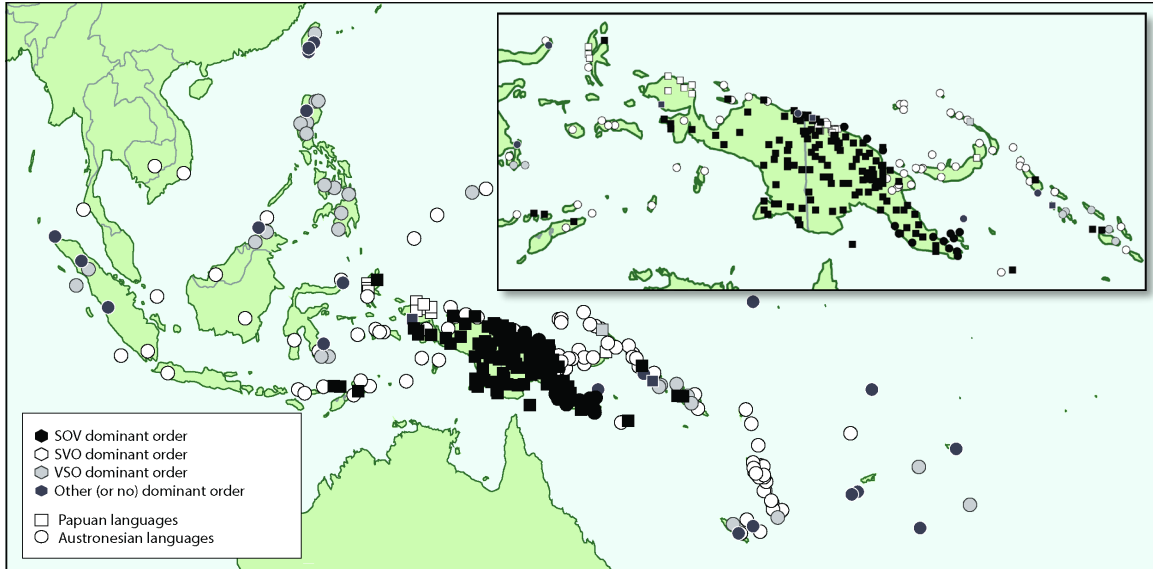 SOV dominant order
SVO dominant order
VSO dominant order
Other (or no) dominant order
Papuan languages
Austronesian languages